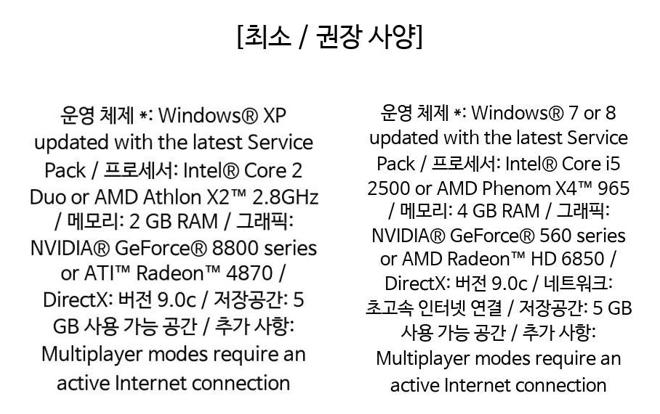 [최소 / 권장 사양]
운영 체제 *: Windows® XP
updated with the latest Service
Pack / 프로세서: Intel® Core 2
Duo or AMD Athlon X2™ 2.8GHz
/ 메모리: 2 GB RAM / 그래픽:
NVIDIA® GeForce® 8800 series
or ATI™ Radeon™ 4870 /
DirectX: 버전 9.0c / 저장공간: 5
GB 사용 가능 공간 / 추가 사항:
Multiplayer modes require an
active Internet connection
운영 체제 *: Windows® 7 or 8
updated with the latest Service
Pack / 프로세서: Intel® Core i5
2500 or AMD Phenom X4™ 965
/ 메모리: 4 GB RAM / 그래픽:
NVIDIA® GeForce® 560 series
or AMD Radeon™ HD 6850 /
DirectX: 버전 9.0c / 네트워크:
초고속 인터넷 연결 / 저장공간: 5 GB
사용 가능 공간 / 추가 사항:
Multiplayer modes require an
active Internet connection